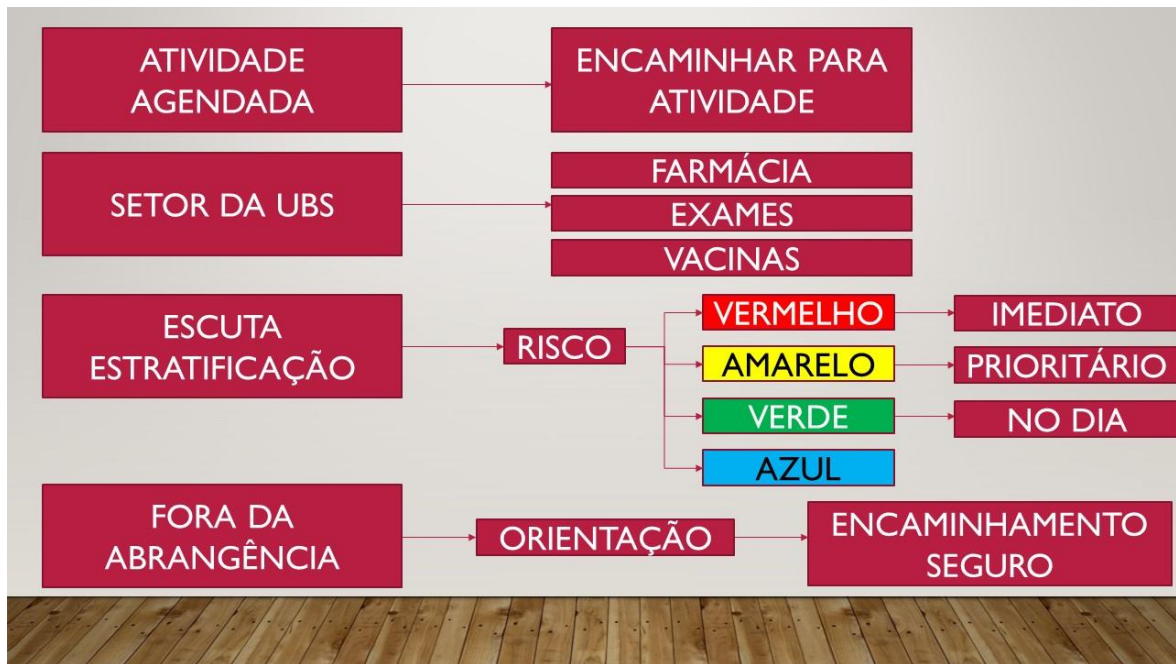 ATIVIDADE
AGENDADA
ENCAMINHAR PARA
ATIVIDADE
SETOR DA UBS
FARMÁCIA
EXAMES
VACINAS
ESCUTA
ESTRATIFICAÇÃO
RISCO
VERMELHO
IMEDIATO
AMARELO
PRIORITÁRIO
VERDE
NO DIA
AZUL
FORA DA
ABRANGÊNCIA
ORIENTAÇÃO
ENCAMINHAMENTO
SEGURO